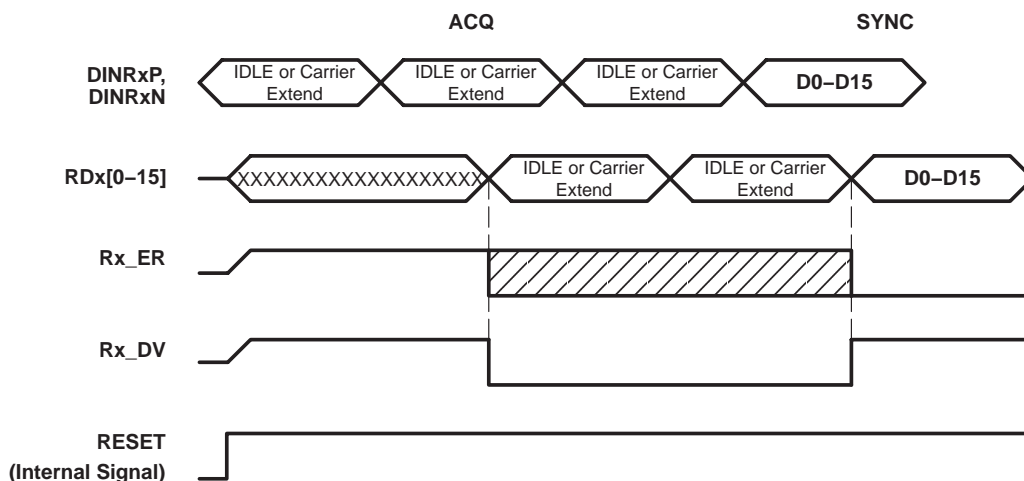 ACQ SYNC
DINRxP,
DINRxN
IDLE or Carrier
Extend
IDLE or Carrier
Extend
IDLE or Carrier
Extend
D0–D15
RDx[0–15]
XXXXXXXXXXXXXXXXXXX
IDLE or Carrier
Extend
IDLE or Carrier
Extend
D0–D15
Rx_ER
Rx_DV
RESET
(Internal Signal)